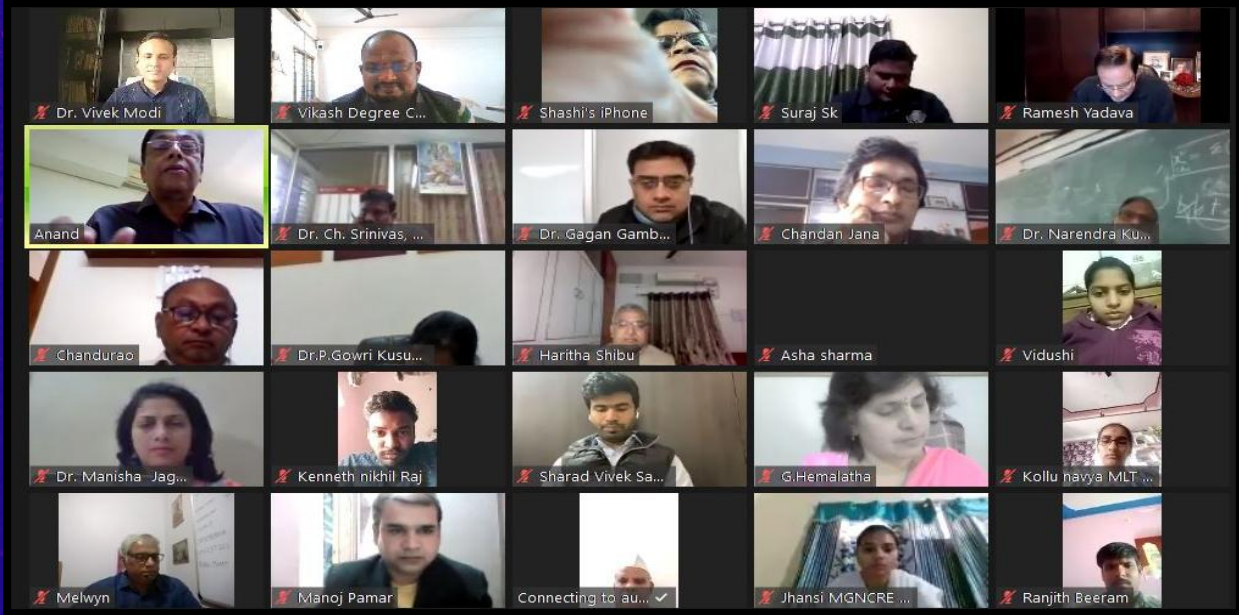 Dr. Vivek Modi
Vikash Degree C...
Shashi's iPhone
Suraj Sk
Ramesh Yadava
Anand
Dr. Ch. Srinivas, ...
Dr. Gagan Gamb...
Chandan Jana
Dr. Narendra Ku...
Chandurao
Dr.P.Gowri Kusu...
Haritha Shibu
Asha sharma
Vidushi
Dr. Manisha Jag...
Kenneth nikhil Raj
Sharad Vivek Sa...
G.Hemalatha
Kollu navya MLT ...
Melwyn
Manoj Pamar
Connecting to au...
Jhansi MGNCRE ...
Ranjith Beeram